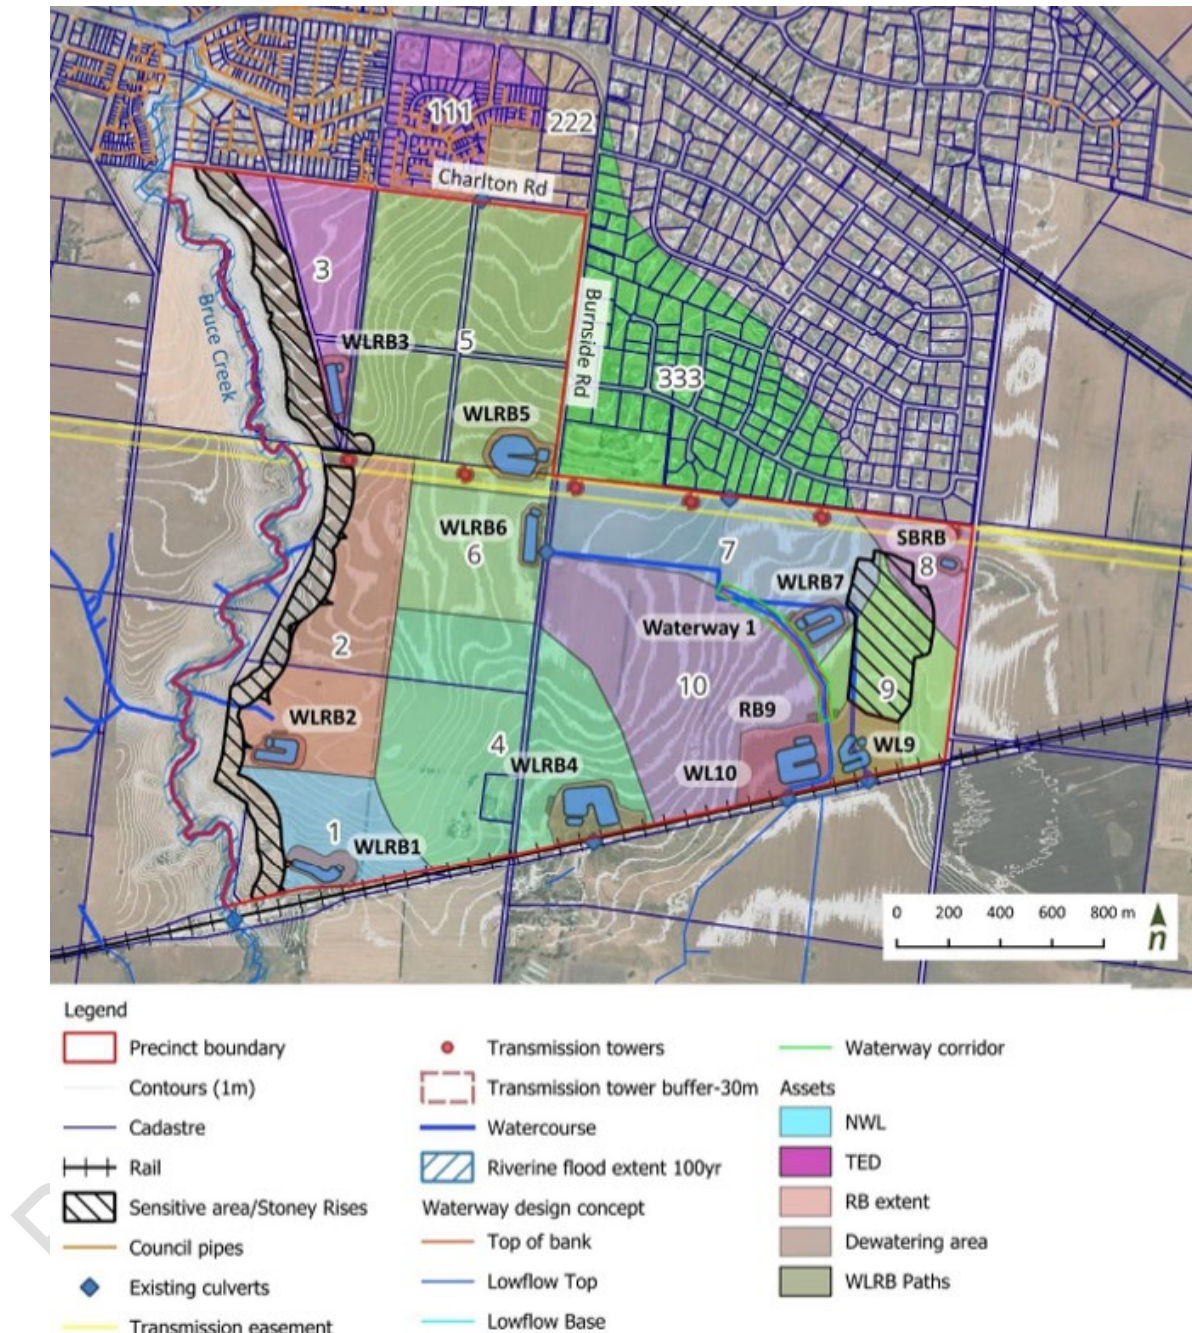 111
222
Charlton Rd
3
Bruce Creek
WLRB3
5
Burnside Rd
333
WLRB5
WLRB6
6
7
SBRB
8
WLRB7
Waterway 1
2
10
9
RB9
WLRB2
4
WLRB4
WL10
WL9
1
WLRB1
0 200 400 600 800 m
n
Legend
Precinct boundary
Contours (1m)
Cadastre
Rail
Sensitive area/Stoney Rises
Council pipes
Existing culverts
Transmission easement
Transmission towers
Transmission tower buffer-30m
Watercourse
Riverine flood extent 100yr
Waterway design concept
Top of bank
Lowflow Top
Lowflow Base
Waterway corridor
Assets
NWL
TED
RB extent
Dewatering area
WLRB Paths